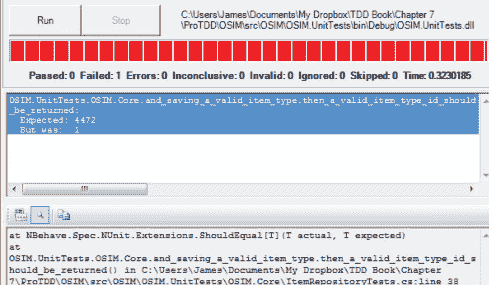 Run
Stop
C:\Users\James\Documents\My Dropbox\TDD Book\Chapter 7
\ProTDD\OSIM\src\OSIM\OSIM.UnitTests\bin\Debug\OSIM.UnitTests.dll
Passed: 0 Failed: 1 Errors: 0 Inconclusive: 0 Invalid: 0 Ignored: 0 Skipped: 0 Time: 0.3230185
OSIM.UnitTests.OSIM.Core.and_saving_a_valid_item_type.then_a_valid_item_type_id_should
_be_returned:
Expected: 4472
But was: 1
at NBehave.Spec.NUnit.Extensions.ShouldEqual[T](T actual, T expected)
at
OSIM.UnitTests.OSIM.Core.and_saving_a_valid_item_type.then_a_valid_item_type_id_s
hould_be_returned() in C:\Users\James\Documents\My Dropbox\TDD Book\Chapter
7\ProTDD\OSIM\src\OSIM\OSIM.UnitTests\OSIM.Core\ItemRepositoryTests.cs:line 38